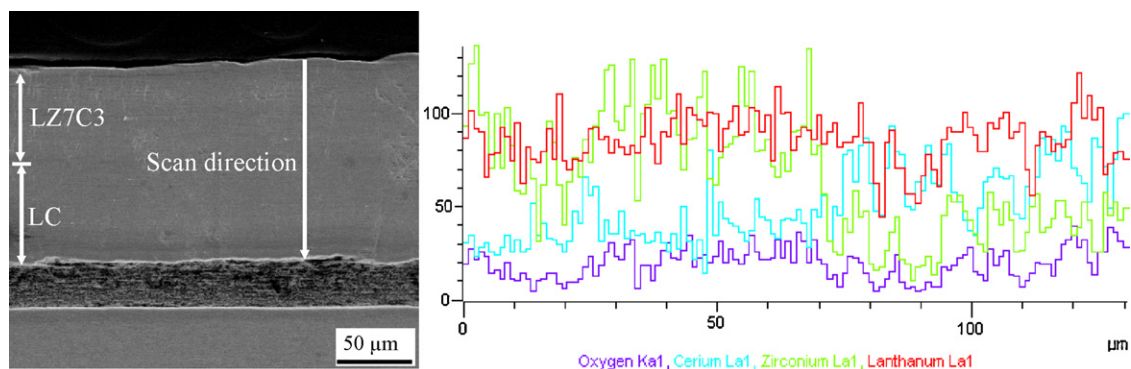 LZ7C3
Scan direction
LC
50 µm
100
50
0
0
50
100
µm
Oxygen Ka1, Cerium La1, Zirconium La1, Lanthanum La1